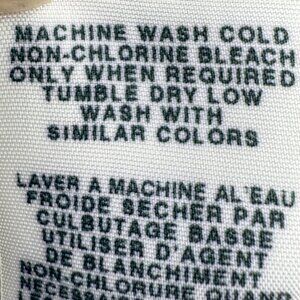 MACHINE WASH COLD
NON-CHLORINE BLEACH
ONLY WHEN REQUIRED
TUMBLE DRY LOW
WASH WITH
SIMILAR COLORS
LAVER A MACHINE AL'EAU
FROIDE SECHER PAR
CULBUTAGE BASSE
UTILISER D'AGENT
DE BLANCHIMENT
NON-CHLORURE